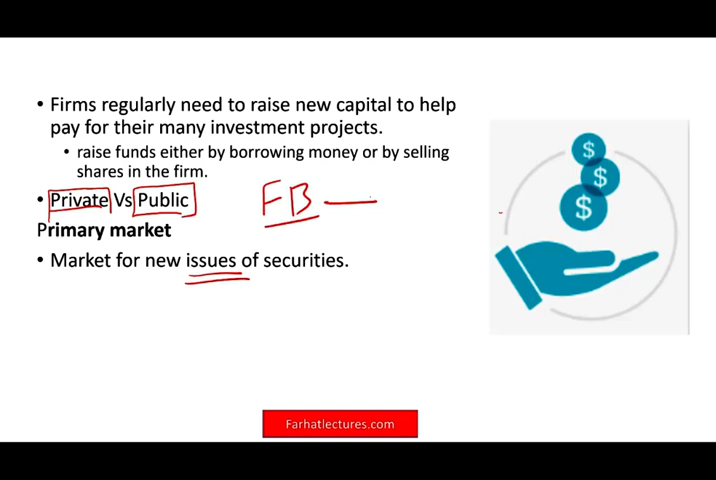 • Firms regularly need to raise new capital to help
pay for their many investment projects.
• raise funds either by borrowing money or by selling
shares in the firm.
• Private Vs Public
FB —
Primary market
• Market for new issues of securities.
$
$
$
Farhatlectures.com